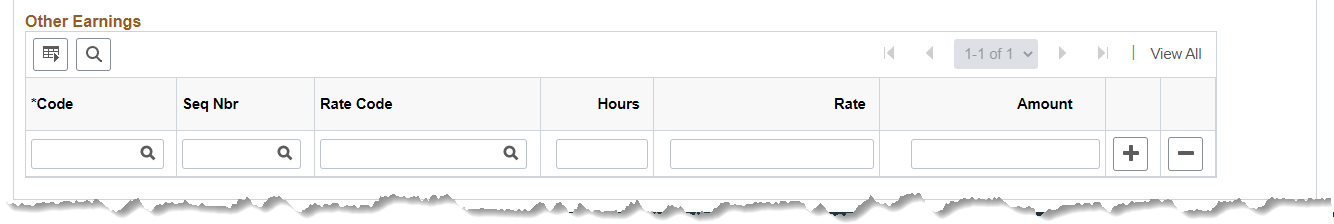 Other Earnings
1-1 of 1 | View All
*Code Seq Nbr Rate Code Hours Rate Amount